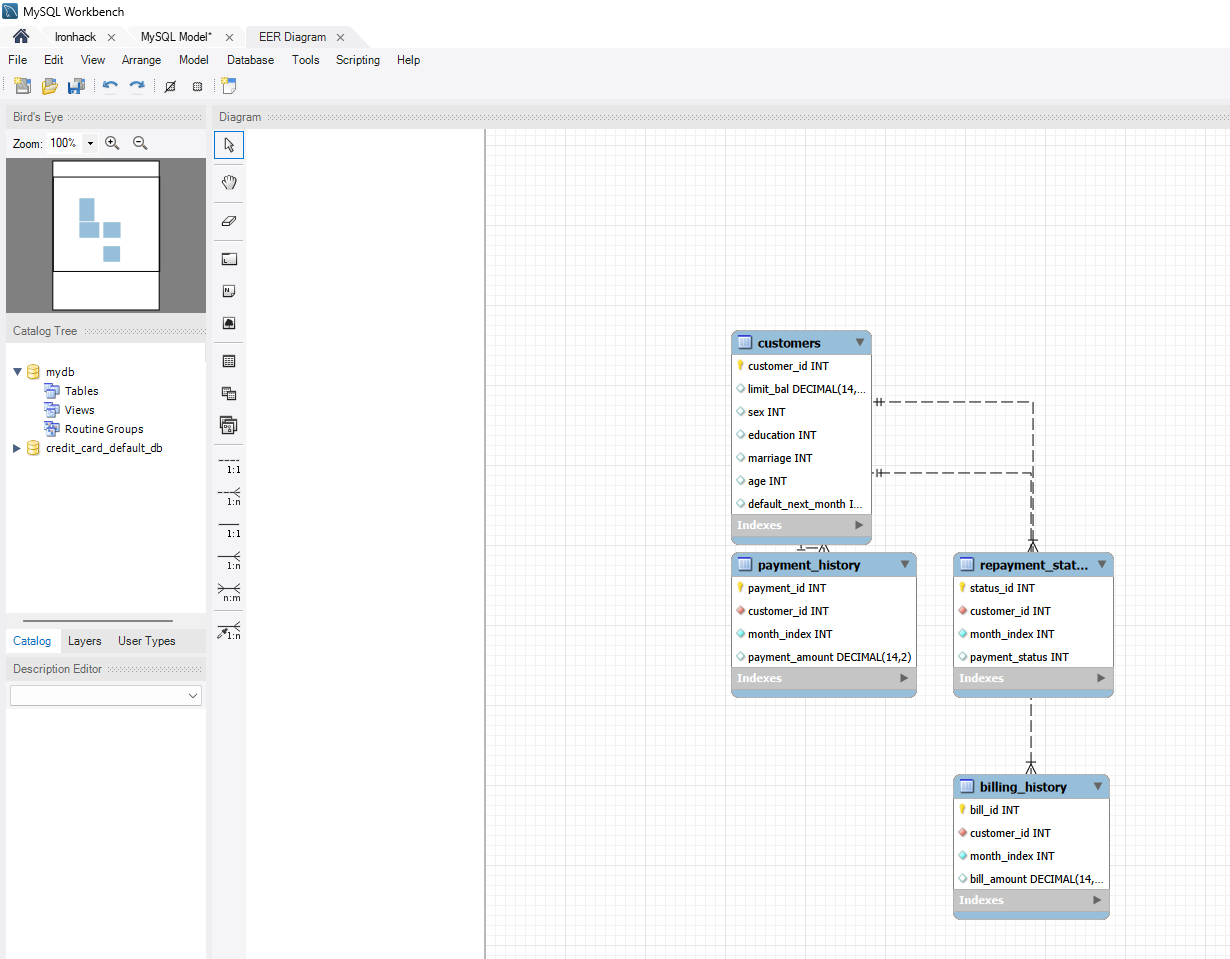 MySQL Workbench
Ironhack
MySQL Model*
EER Diagram
File Edit View Arrange Model Database Tools Scripting Help
Bird's Eye
Diagram
Zoom: 100%
Catalog Tree
mydb
Tables
Views
Routine Groups
credit_card_default_db
Catalog Layers User Types
Description Editor
1:1
1:n
1:1
1:n
n:m
1:n
customers
customer_id INT
limit_bal DECIMAL(14,...
sex INT
education INT
marriage INT
age INT
default_next_month I...
Indexes
payment_history
payment_id INT
customer_id INT
month_index INT
payment_amount DECIMAL(14,2)
Indexes
repayment_stat...
status_id INT
customer_id INT
month_index INT
payment_status INT
Indexes
billing_history
bill_id INT
customer_id INT
month_index INT
bill_amount DECIMAL(14,...
Indexes